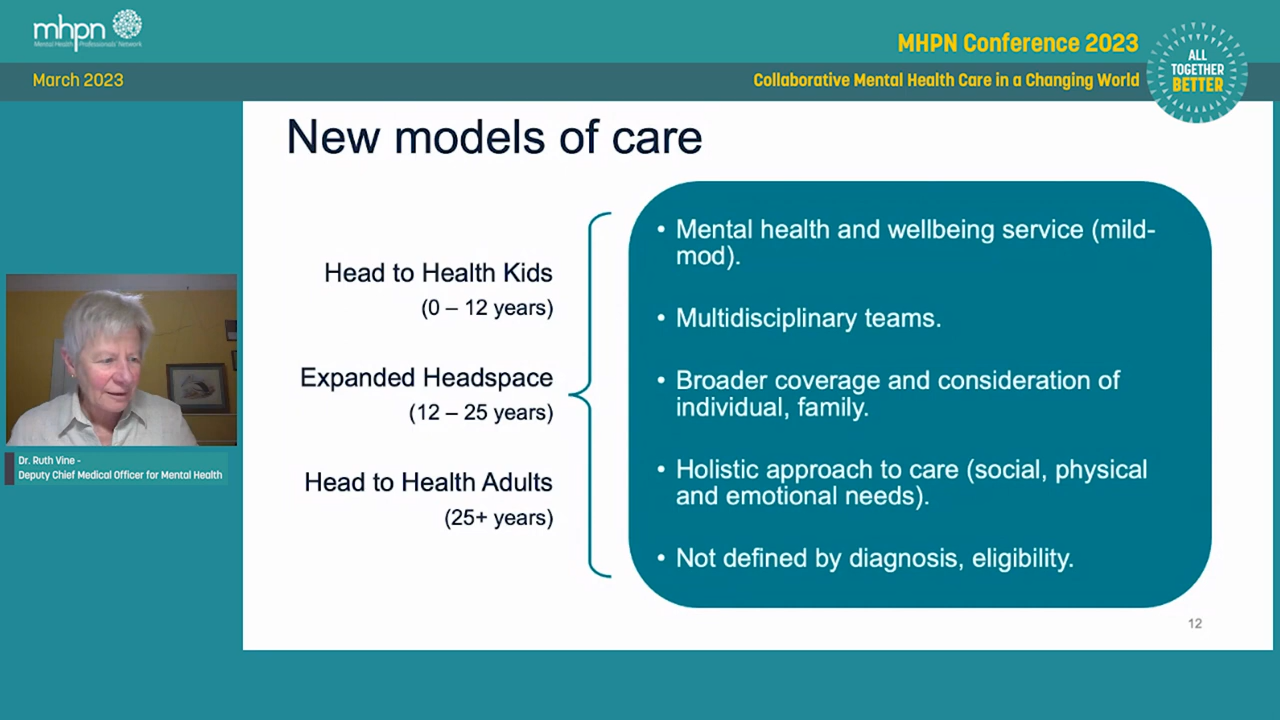 mhpn
Mental Health Professionals' Network
MHPN Conference 2023
March 2023
Collaborative Mental Health Care in a Changing World
ALL
TOGETHER
BETTER
New models of care
Head to Health Kids
(0 – 12 years)
Expanded Headspace
(12 – 25 years)
Head to Health Adults
(25+ years)
• Mental health and wellbeing service (mild-
mod).
• Multidisciplinary teams.
• Broader coverage and consideration of
individual, family.
• Holistic approach to care (social, physical
and emotional needs).
• Not defined by diagnosis, eligibility.
12
Dr. Ruth Vine -
Deputy Chief Medical Officer for Mental Health